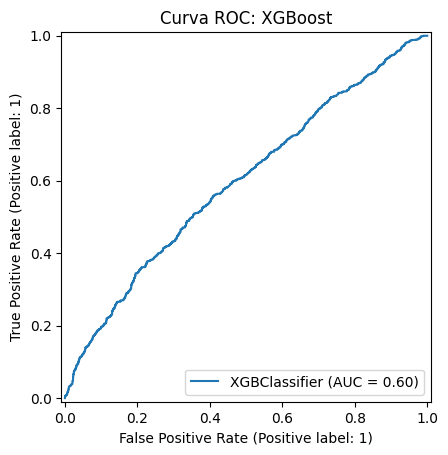 Curva ROC: XGBoost
1.0
0.8
0.6
0.4
0.2
0.0
True Positive Rate (Positive label: 1)
XGBClassifier (AUC = 0.60)
0.0 0.2 0.4 0.6 0.8 1.0
False Positive Rate (Positive label: 1)